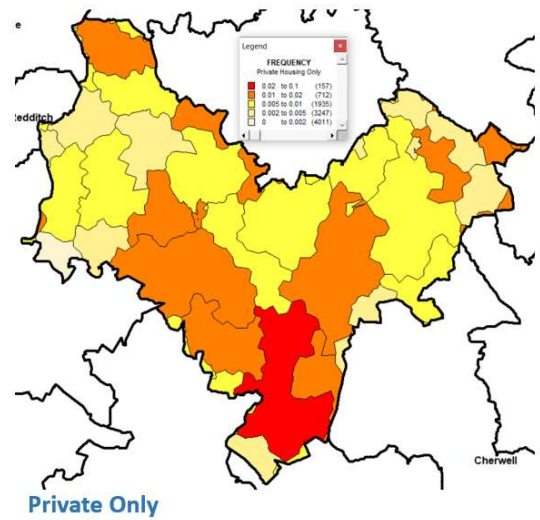 e
Legend
FREQUENCY
Private Housing Only
0.02 to 0.1 (157)
0.01 to 0.02 (712)
0.005 to 0.01 (1935)
0.002 to 0.005 (3247)
0 to 0.002 (4011)
Redditch
Cherwell
Private Only